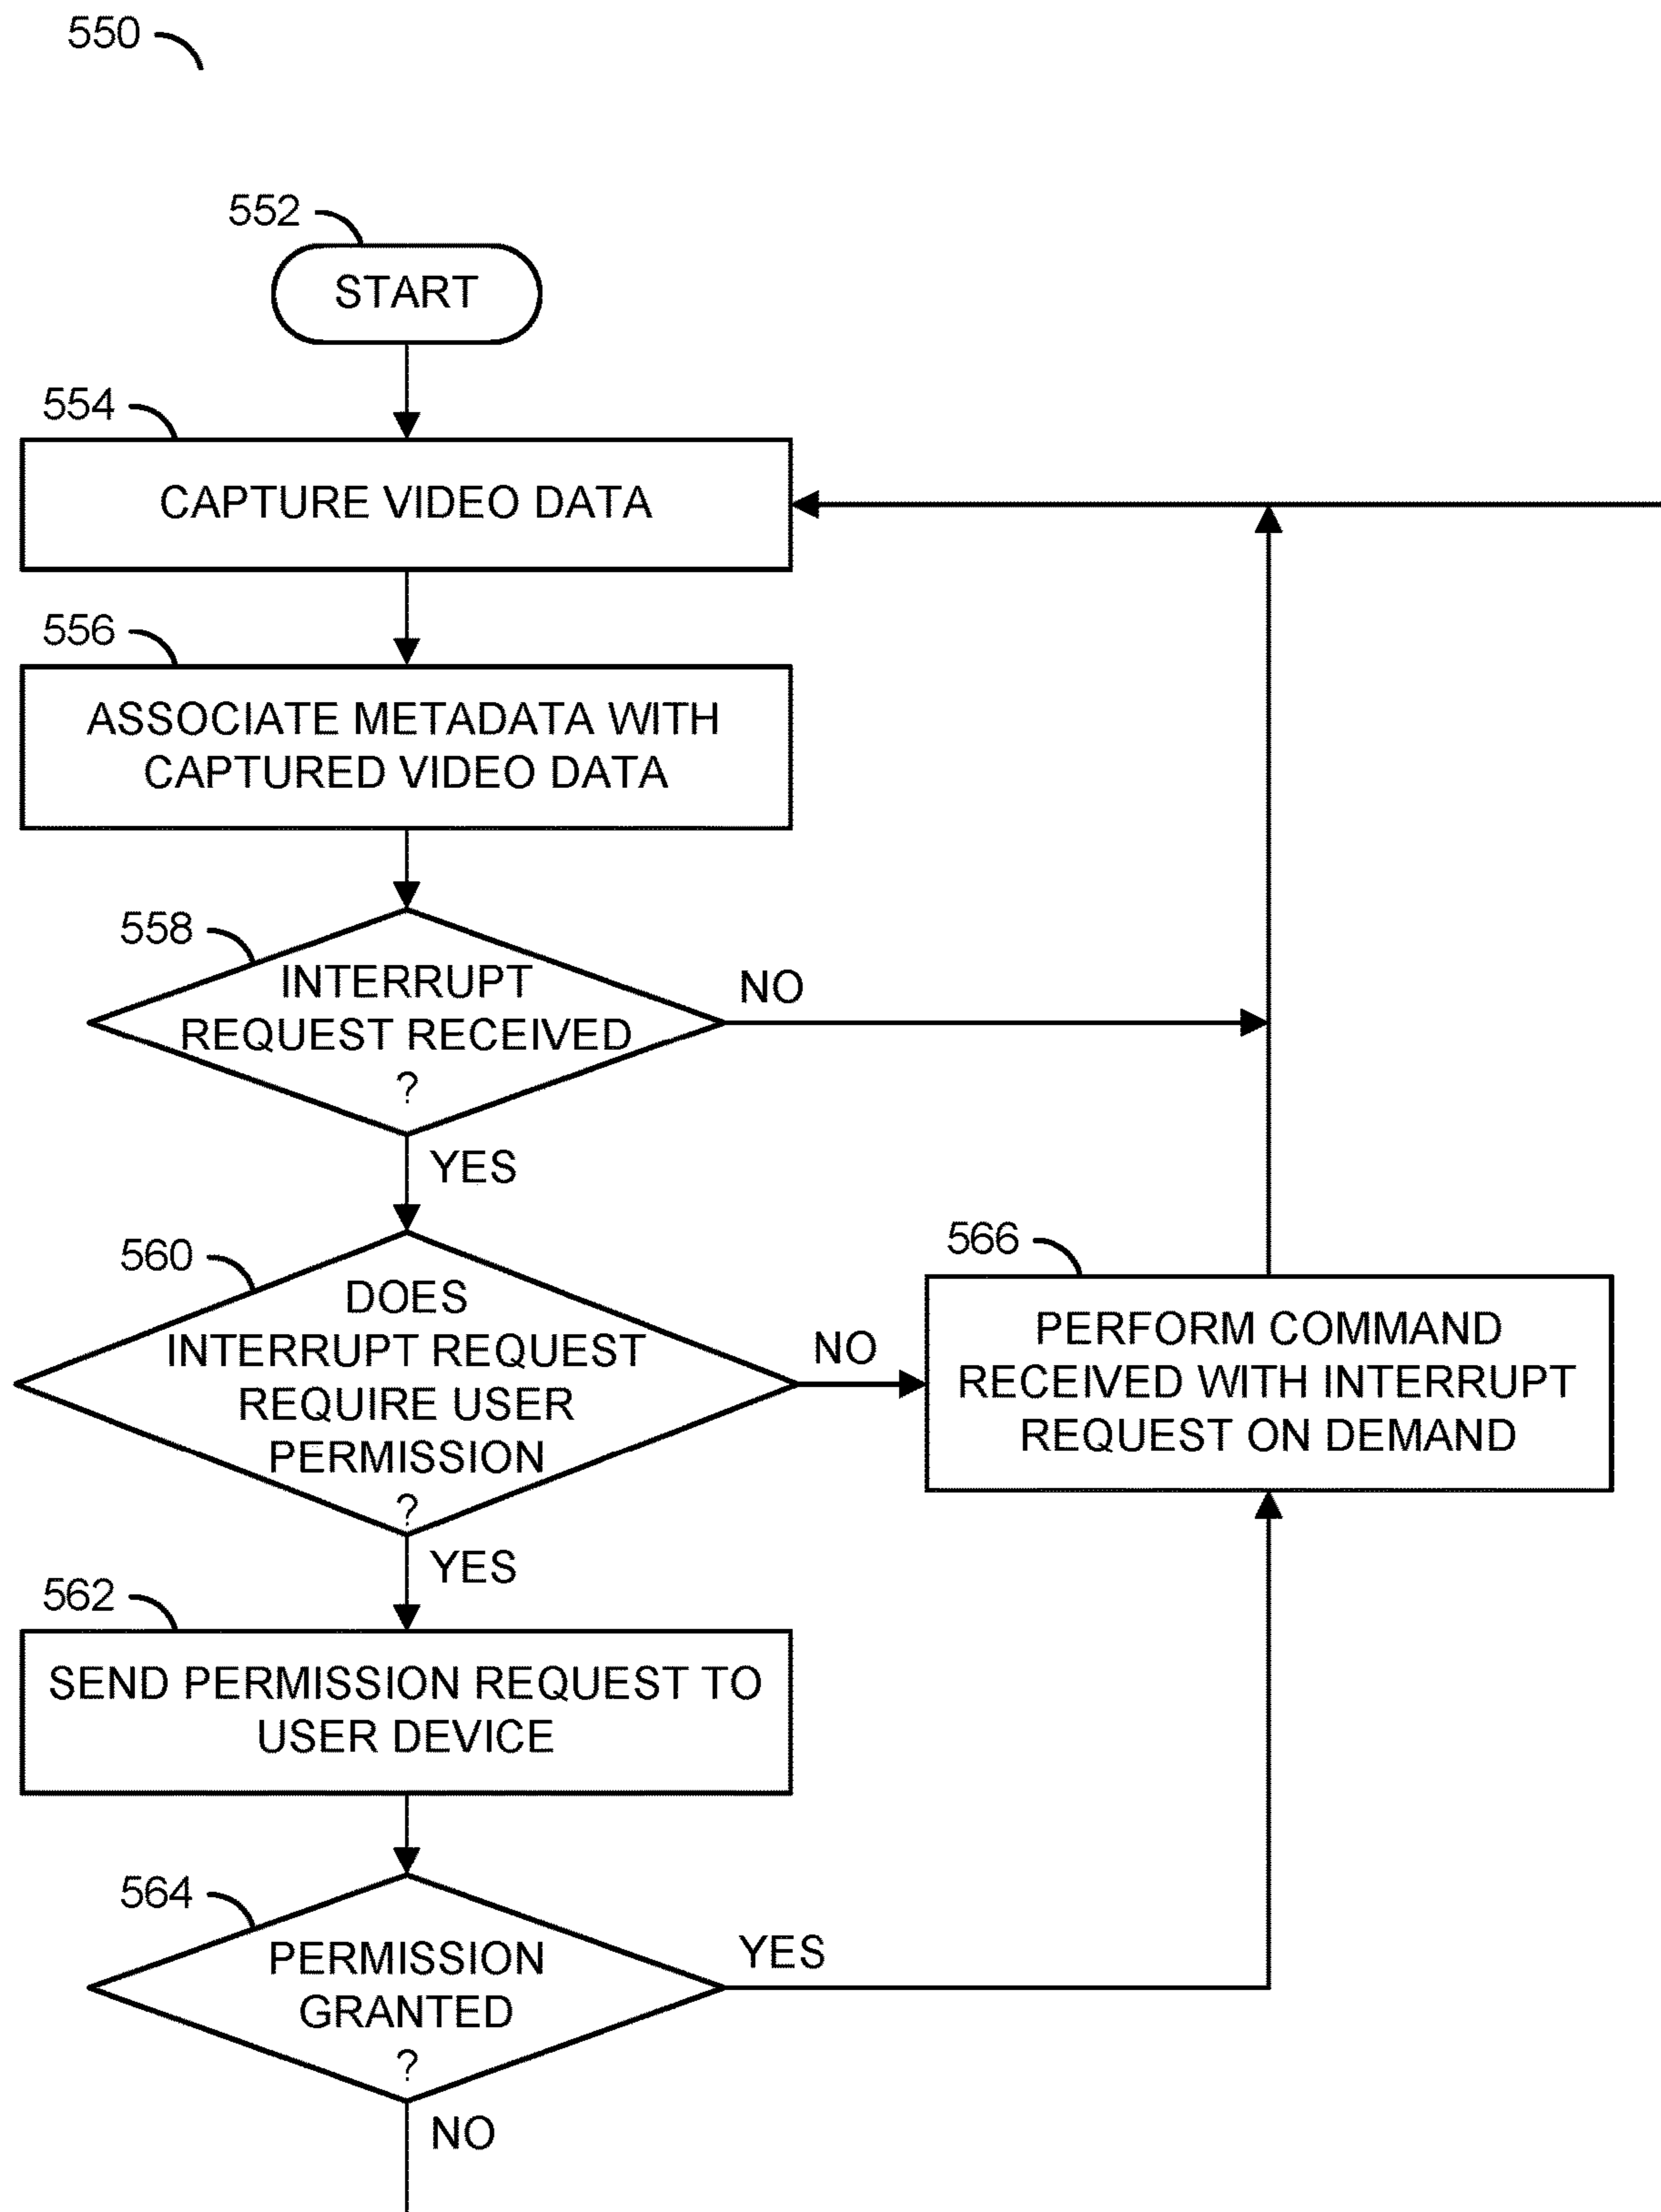 550
552
START
554
CAPTURE VIDEO DATA
556
ASSOCIATE METADATA WITH
CAPTURED VIDEO DATA
558
INTERRUPT
REQUEST RECEIVED
?
NO
YES
560
DOES
INTERRUPT REQUEST
REQUIRE USER
PERMISSION
?
NO
YES
566
PERFORM COMMAND
RECEIVED WITH INTERRUPT
REQUEST ON DEMAND
562
SEND PERMISSION REQUEST TO
USER DEVICE
564
PERMISSION
GRANTED
?
YES
NO